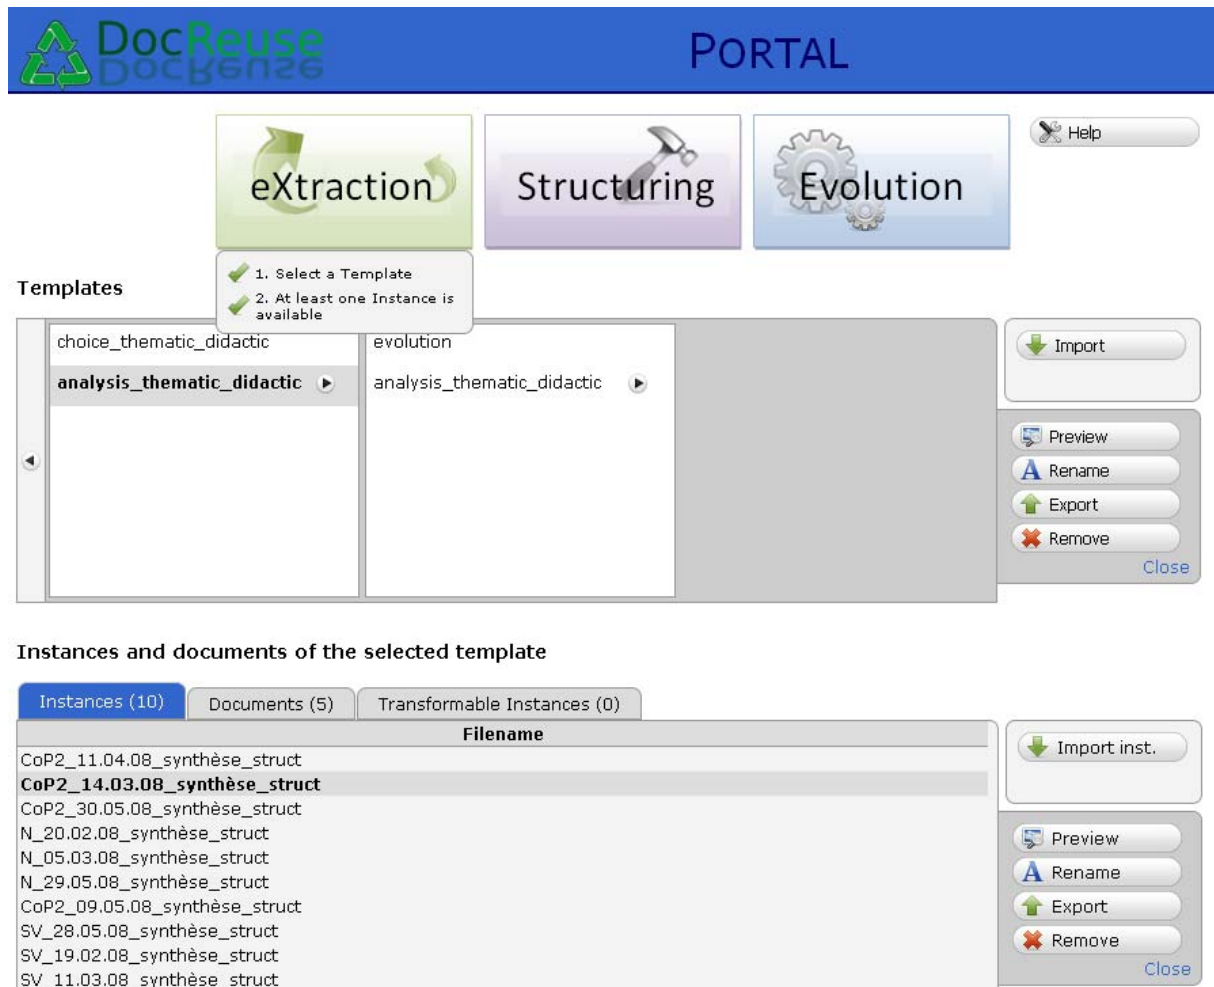 DocReuse
PORTAL
eXtraction
Structuring
Evolution
Help
1. Select a Template
2. At least one Instance is
available
Templates
choice_thematic_didactic
analysis_thematic_didactic
evolution
analysis_thematic_didactic
Import
Preview
Rename
Export
Remove
Close
Instances and documents of the selected template
Instances (10)
Documents (5)
Transformable Instances (0)
Filename
CoP2_11.04.08_synthèse_struct
CoP2_14.03.08_synthèse_struct
CoP2_30.05.08_synthèse_struct
N_20.02.08_synthèse_struct
N_05.03.08_synthèse_struct
N_29.05.08_synthèse_struct
CoP2_09.05.08_synthèse_struct
SV_28.05.08_synthèse_struct
SV_19.02.08_synthèse_struct
SV_11.03.08_synthèse_struct
Import inst.
Preview
Rename
Export
Remove
Close